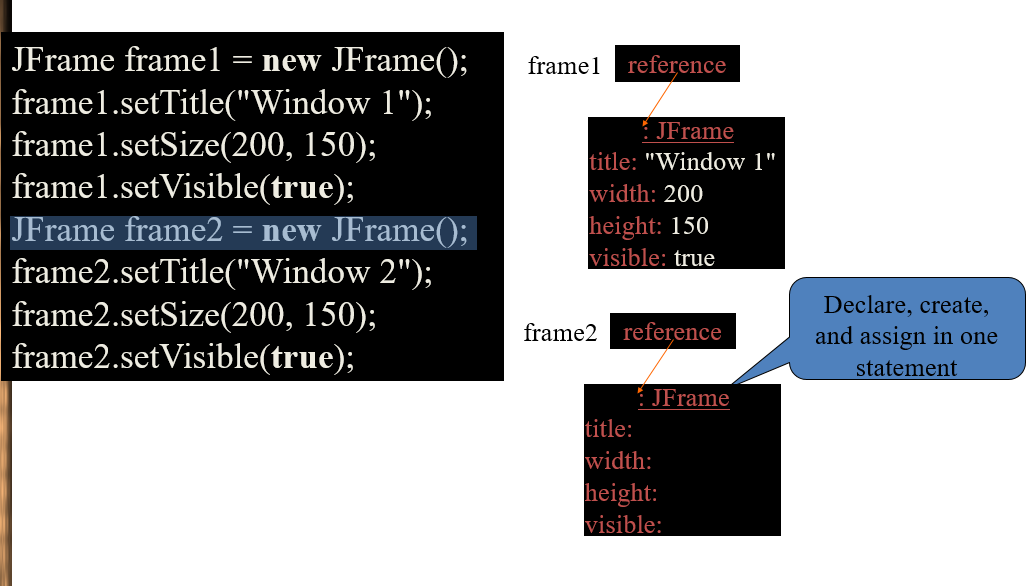 JFrame frame1 = new JFrame();
frame1.setTitle("Window 1");
frame1.setSize(200, 150);
frame1.setVisible(true);
JFrame frame2 = new JFrame();
frame2.setTitle("Window 2");
frame2.setSize(200, 150);
frame2.setVisible(true);
frame1 reference
: JFrame
title: "Window 1"
width: 200
height: 150
visible: true
frame2 reference
: JFrame
title:
width:
height:
visible:
Declare, create,
and assign in one
statement